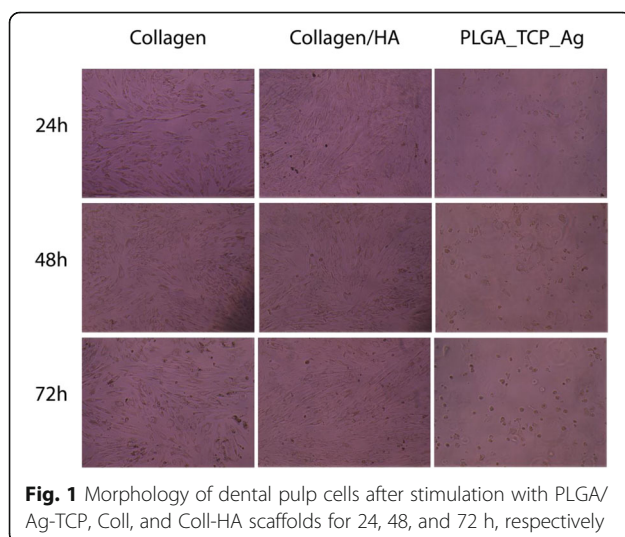 Collagen Collagen/HA PLGA_TCP_Ag
24h
48h
72h
Fig. 1 Morphology of dental pulp cells after stimulation with PLGA/
Ag-TCP, Coll, and Coll-HA scaffolds for 24, 48, and 72 h, respectively